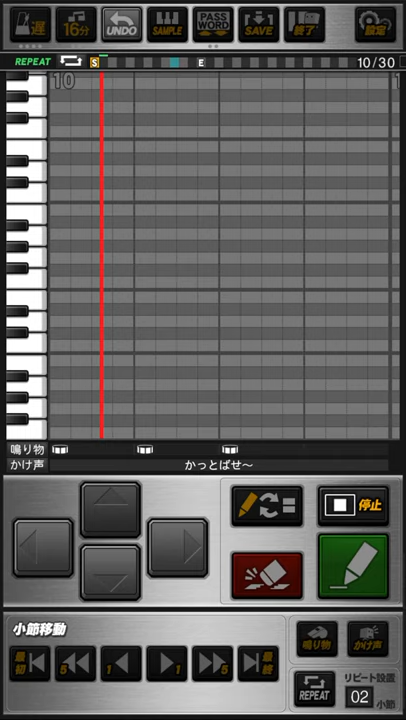 遅
16分
UNDO
SAMPLE
PASS
WORD
SAVE
終了
設定
REPEAT
S
E
10/30
10
1
鳴り物
かけ声
かっとばせ〜
停止
小節移動
最初
5
1
1
5
最終
鳴り物
かけ声
REPEAT
リピート設置
02
小節